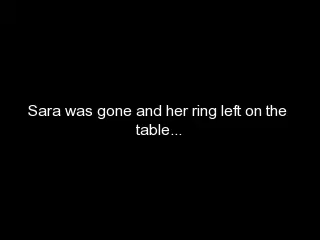 Sara was gone and her ring left on the
table...